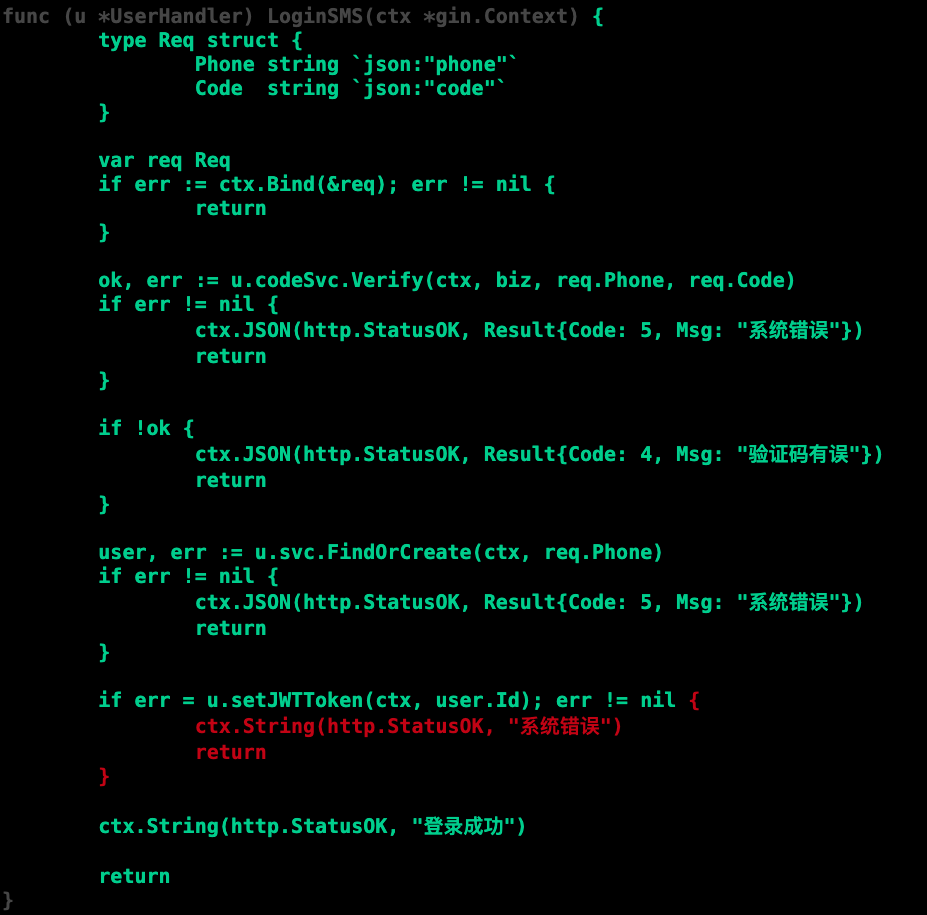 func (u *UserHandler) LoginSMS(ctx *gin.Context) {
        type Req struct {
                Phone string `json:"phone"`
                Code  string `json:"code"`
        }

        var req Req
        if err := ctx.Bind(&req); err != nil {
                return
        }

        ok, err := u.codeSvc.Verify(ctx, biz, req.Phone, req.Code)
        if err != nil {
                ctx.JSON(http.StatusOK, Result{Code: 5, Msg: "系统错误"})
                return
        }

        if !ok {
                ctx.JSON(http.StatusOK, Result{Code: 4, Msg: "验证码有误"})
                return
        }

        user, err := u.svc.FindOrCreate(ctx, req.Phone)
        if err != nil {
                ctx.JSON(http.StatusOK, Result{Code: 5, Msg: "系统错误"})
                return
        }

        if err = u.setJWTToken(ctx, user.Id); err != nil {
                ctx.String(http.StatusOK, "系统错误")
                return
        }

        ctx.String(http.StatusOK, "登录成功")

        return
}